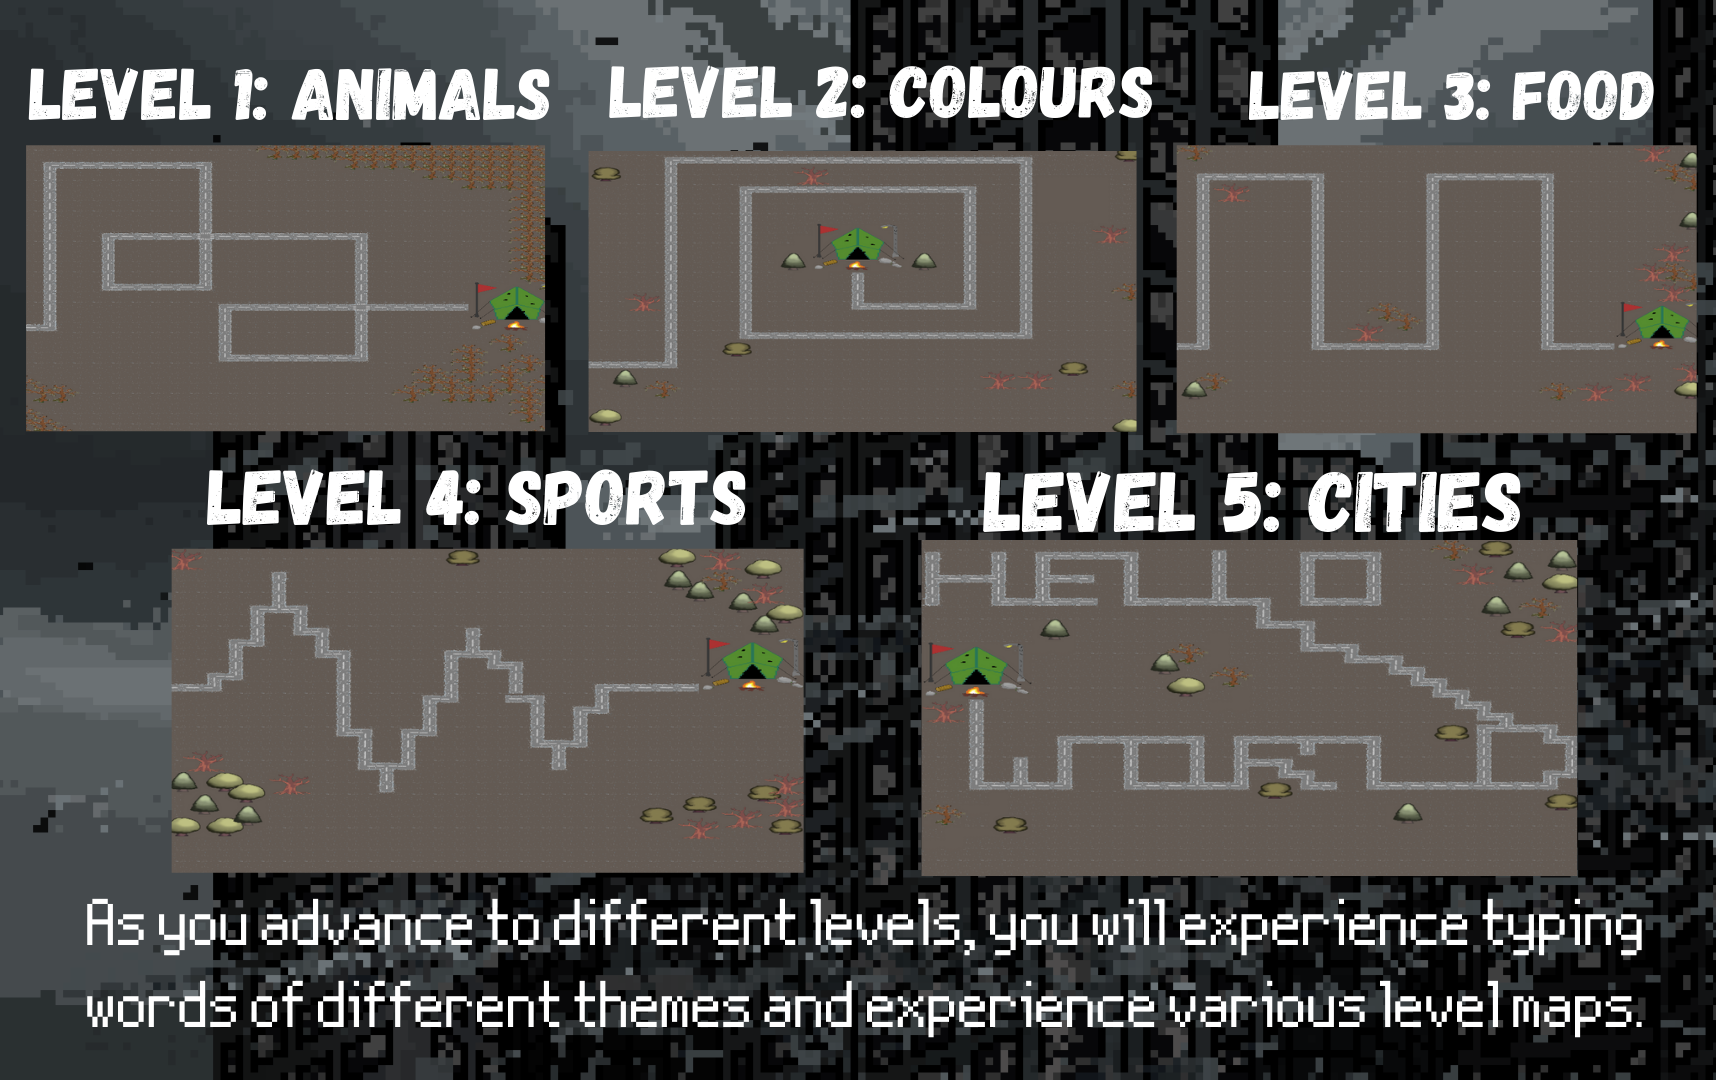 LEVEL 1: ANIMALS
LEVEL 2: COLOURS
LEVEL 3: FOOD
LEVEL 4: SPORTS
LEVEL 5: CITIES
HELLO
WORLD
As you advance to different levels, you will experience typing
words of different themes and experience various level maps.